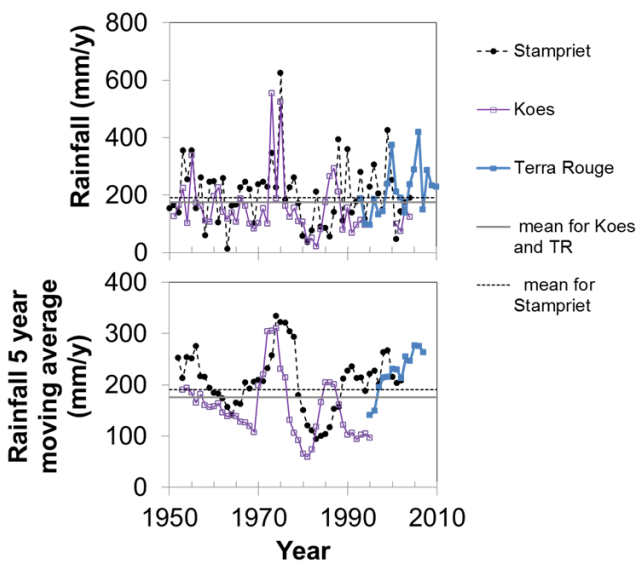 800
600
400
200
0
Rainfall (mm/y)
Stampriet
Koes
Terra Rouge
mean for Koes
and TR
mean for
Stampriet
400
300
200
100
0
Rainfall 5 year
moving average
(mm/y)
1950
1970
1990
2010
Year